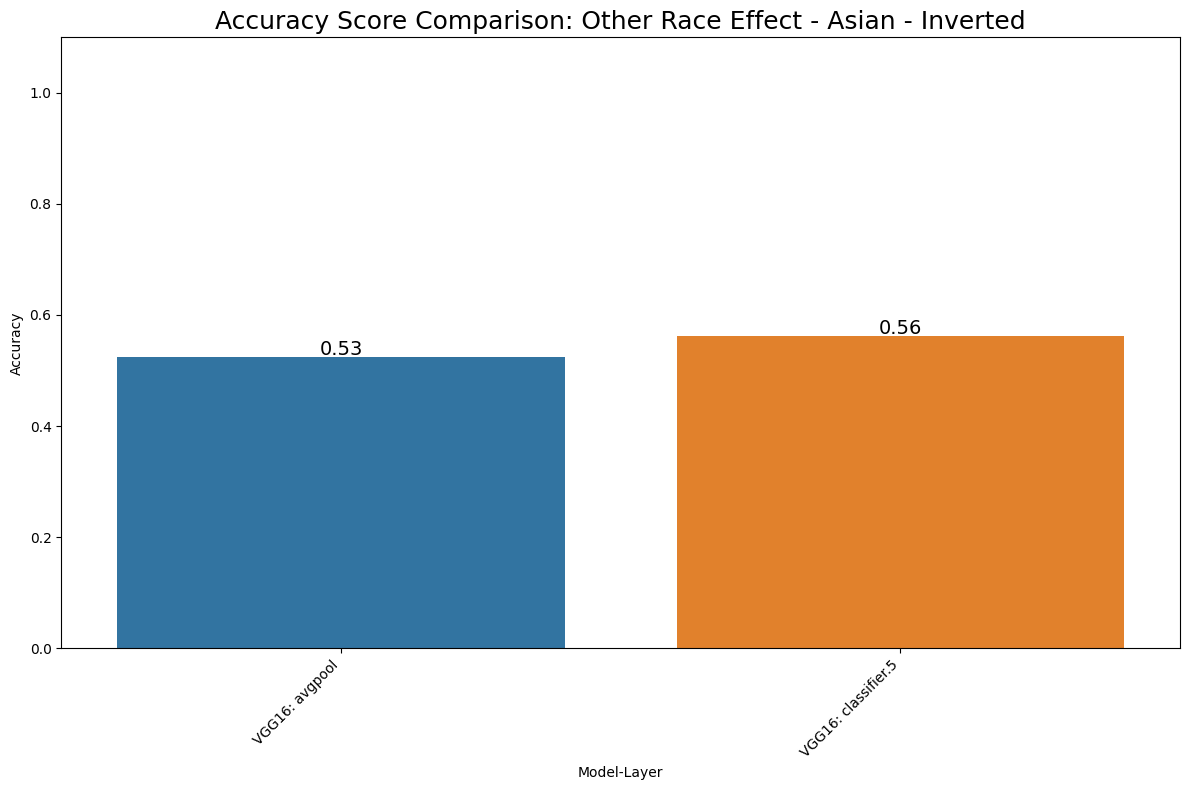 Accuracy Score Comparison: Other Race Effect - Asian - Inverted
Accuracy
1.0
0.8
0.6
0.4
0.2
0.0
0.53
0.56
VGG16: avgpool
VGG16: classifier.5
Model-Layer